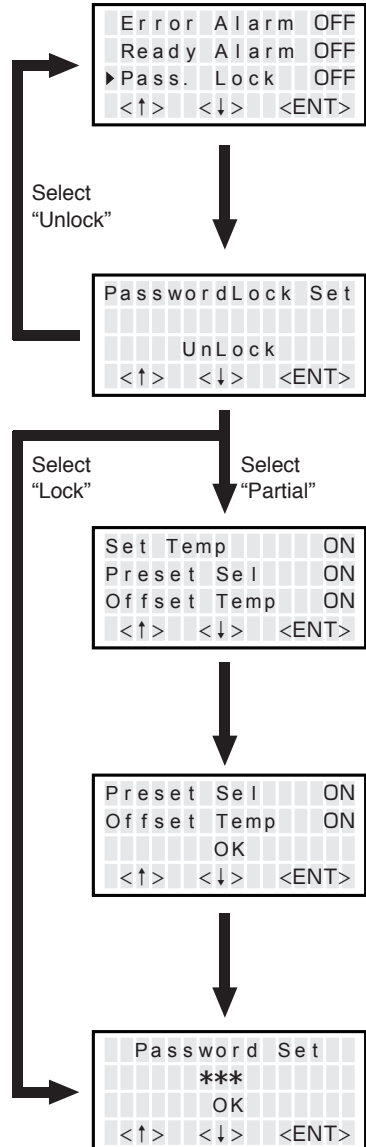 Error Alarm OFF
Ready Alarm OFF
▶Pass. Lock OFF
<↑> <↓> <ENT>
Select
“Unlock”
PasswordLock Set
UnLock
<↑> <↓> <ENT>
Select
“Lock”
Select
“Partial”
Set Temp ON
Preset Sel ON
Offset Temp ON
<↑> <↓> <ENT>
Preset Sel ON
Offset Temp ON
OK
<↑> <↓> <ENT>
Password Set
***
OK
<↑> <↓> <ENT>